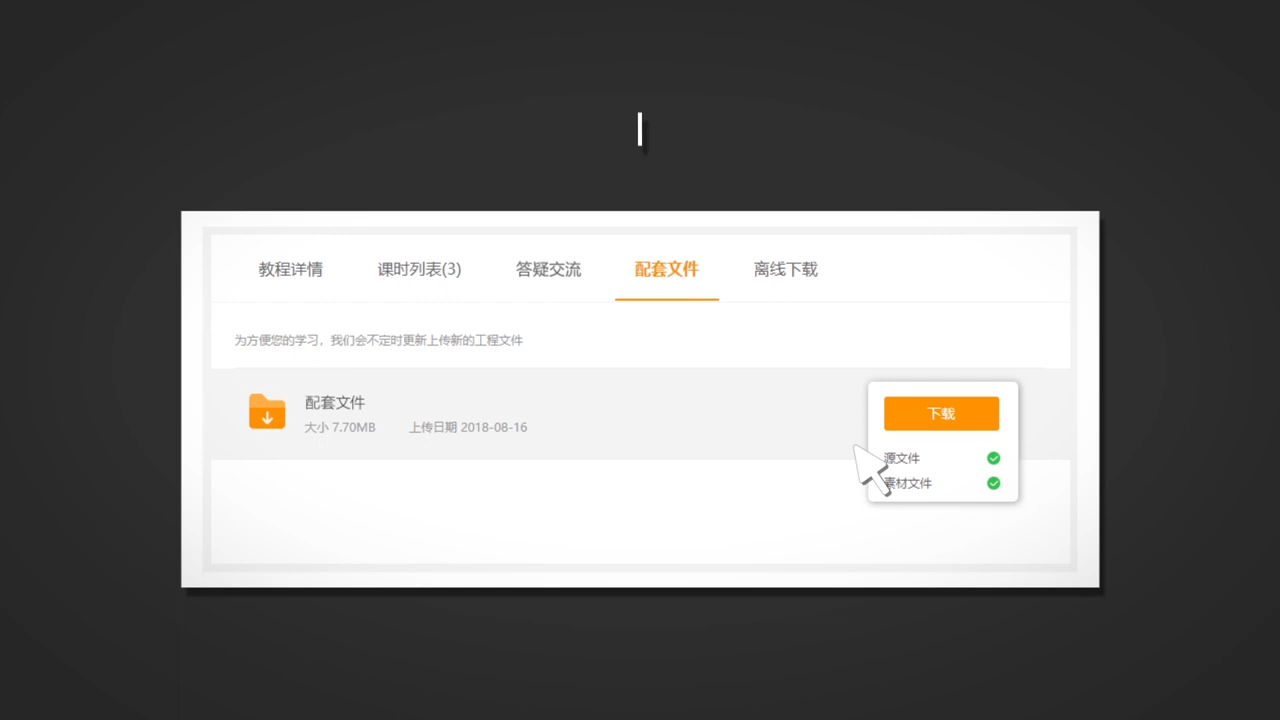 教程详情 课时列表(3) 答疑交流 配套文件 离线下载
为方便您的学习，我们会不定时更新上传新的工程文件
配套文件
大小 7.70MB 上传日期 2018-08-16
下载
源文件
素材文件